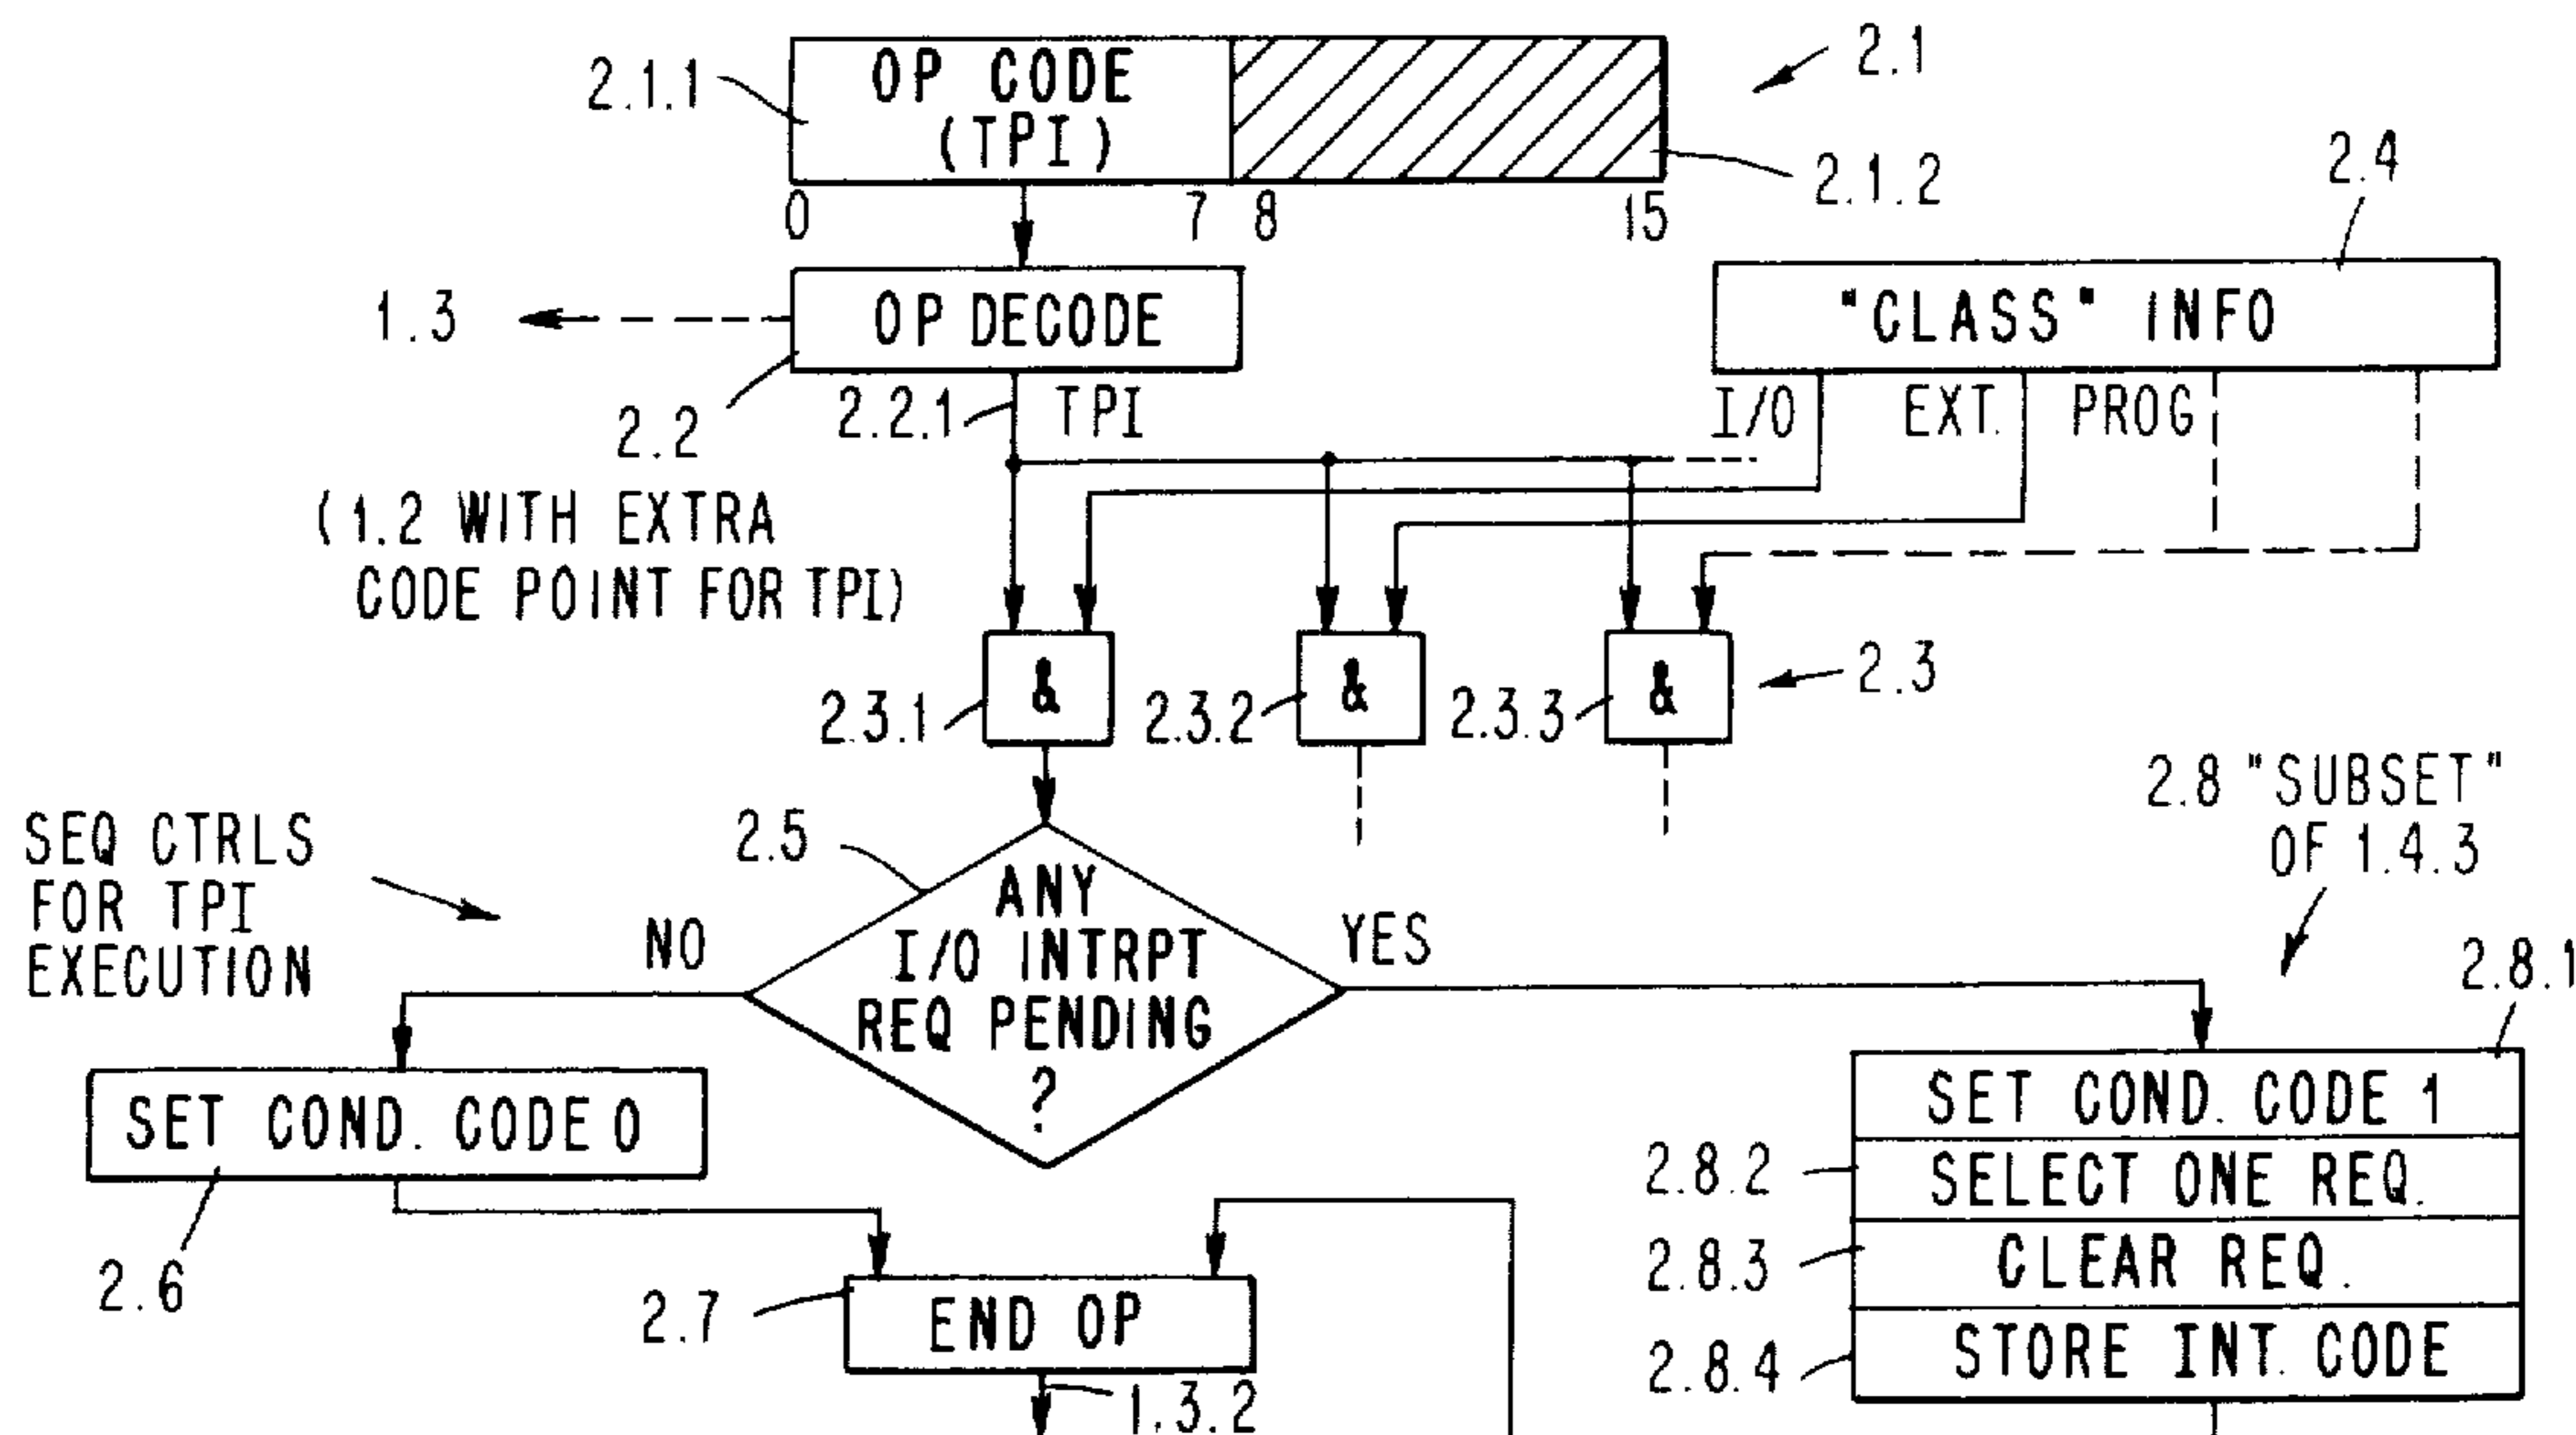 2.1.1
OP CODE
(TPI)
2.1
2.1.2
0 7 8 15
2.4
1.3
OP DECODE
"CLASS" INFO
2.2
2.2.1
TPI
I/O EXT. PROG
(1.2 WITH EXTRA
CODE POINT FOR TPI)
2.3.1
&
2.3.2
&
2.3.3
&
2.3
2.8 "SUBSET"
OF 1.4.3
SEQ CTRLS
FOR TPI
EXECUTION
2.5
ANY
I/O INTRPT
REQ PENDING
?
NO
YES
2.8.1
SET COND. CODE 0
2.6
SET COND. CODE 1
2.8.2
SELECT ONE REQ.
2.8.3
CLEAR REQ.
2.8.4
STORE INT. CODE
2.7
END OP
1.3.2